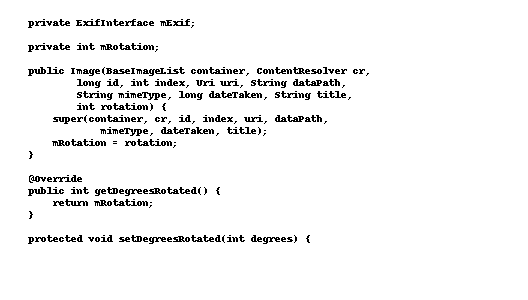 private ExifInterface mExif;

private int mRotation;

public Image(BaseImageList container, ContentResolver cr,
        long id, int index, Uri uri, String dataPath,
        String mimeType, long dateTaken, String title,
        int rotation) {
    super(container, cr, id, index, uri, dataPath,
            mimeType, dateTaken, title);
    mRotation = rotation;
}

@Override
public int getDegreesRotated() {
    return mRotation;
}

protected void setDegreesRotated(int degrees) {